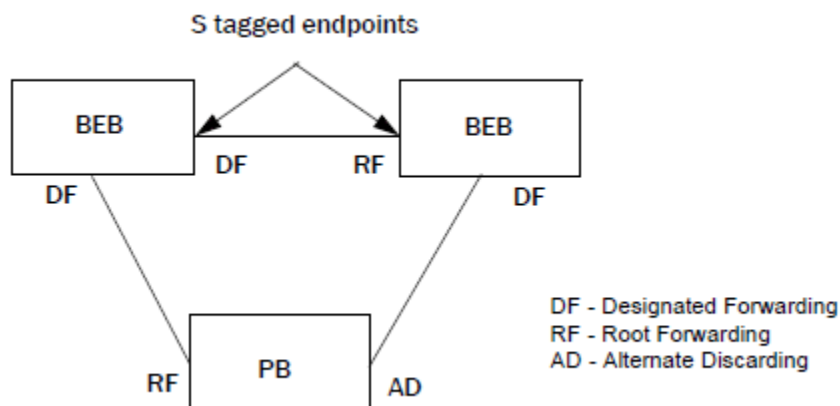 S tagged endpoints
BEB
BEB
DF
RF
DF
DF
DF - Designated Forwarding
RF - Root Forwarding
AD - Alternate Discarding
RF
PB
AD